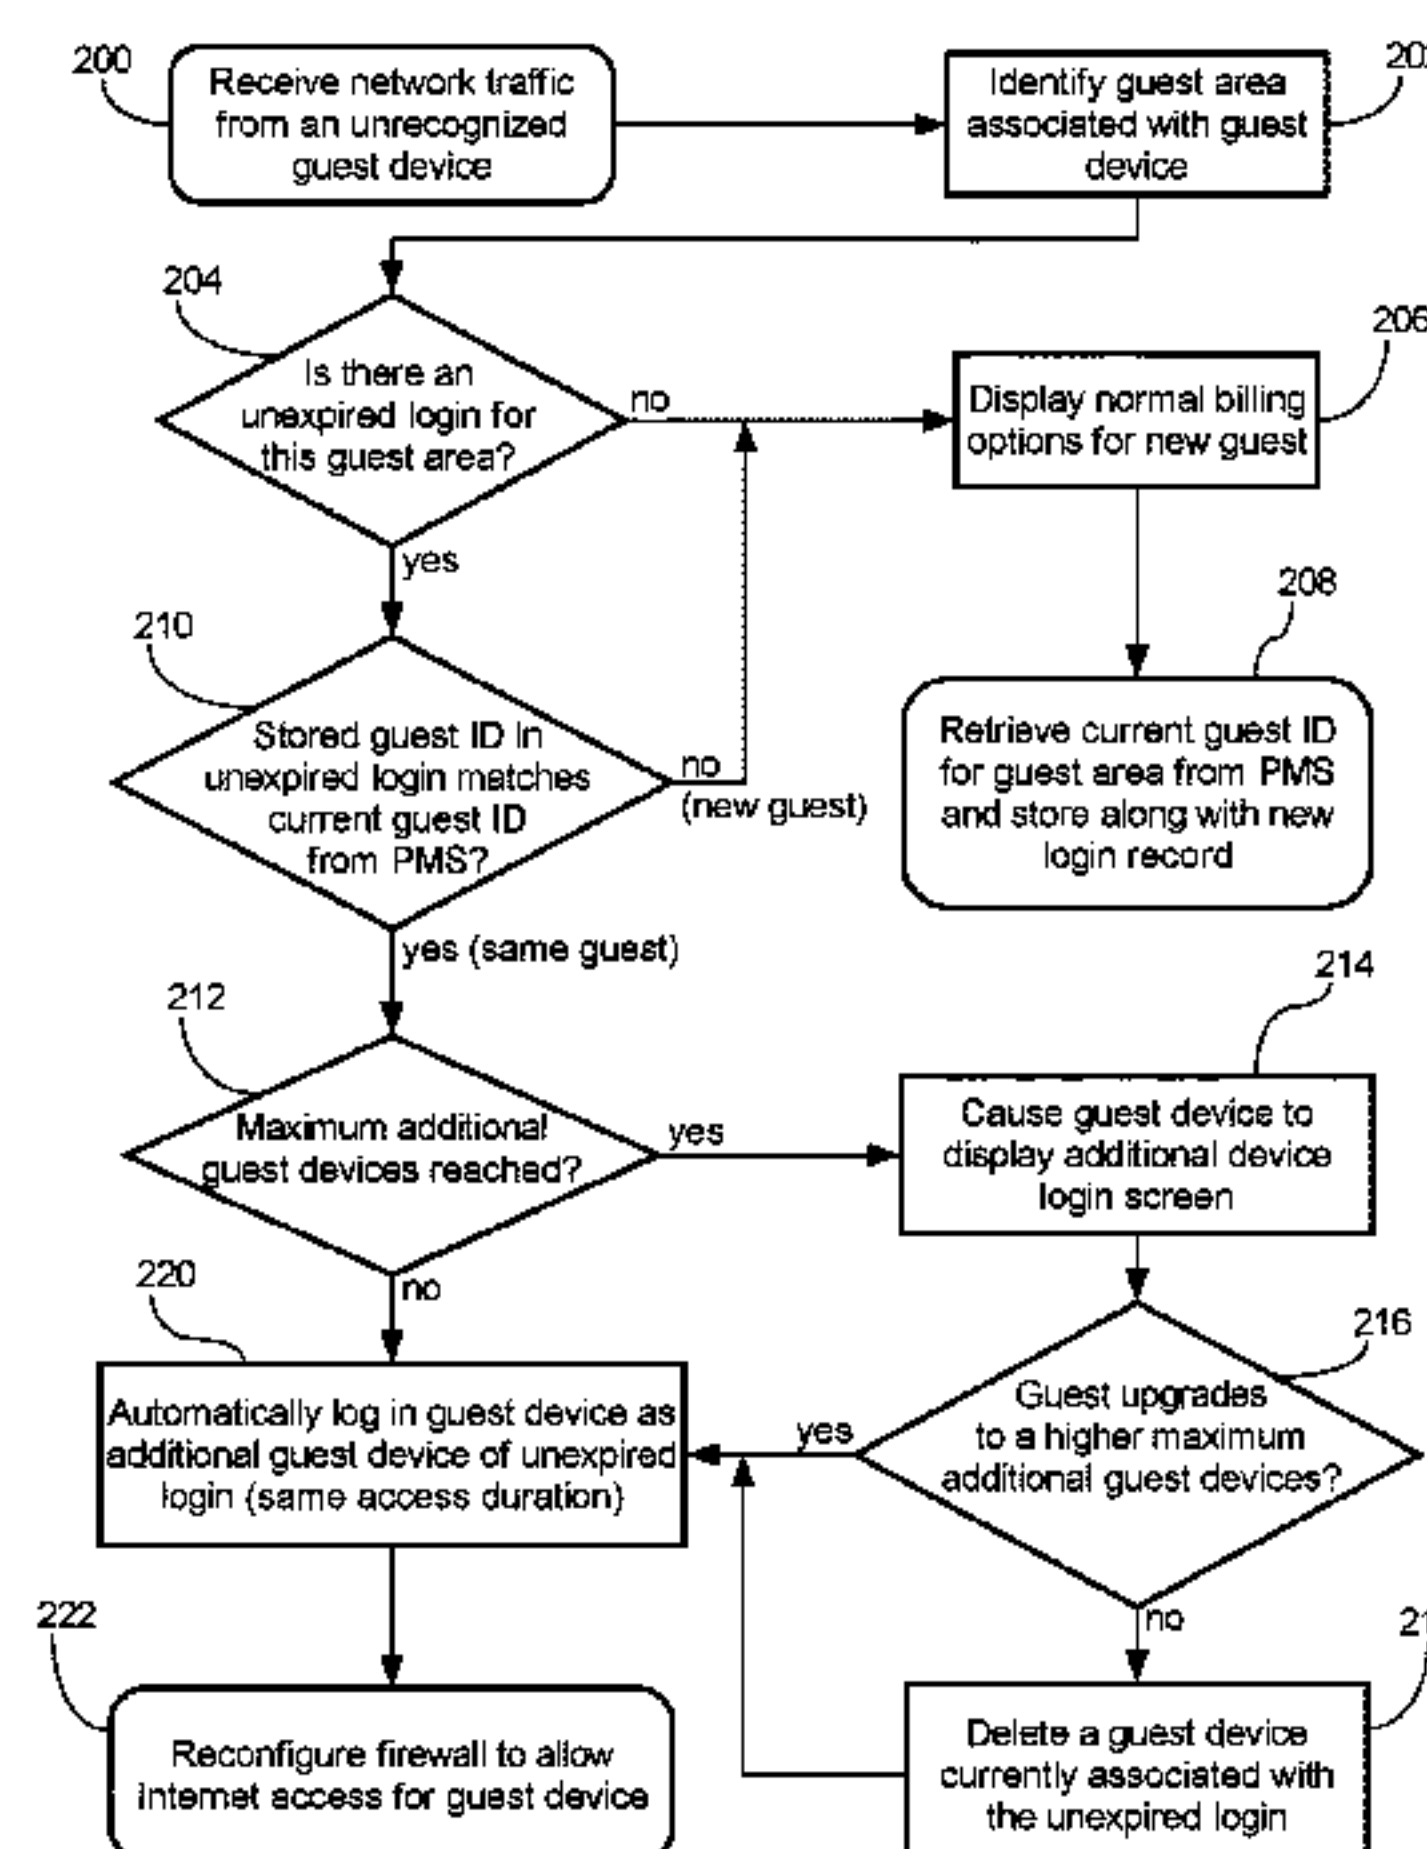 200
Receive network traffic
from an unrecognized
guest device
Identify guest area
associated with guest
device
204
Is there an
unexpired login for
this guest area?
no
yes
206
Display normal billing
options for new guest
208
Retrieve current guest ID
for guest area from PMS
and store along with new
login record
210
Stored guest ID in
unexpired login matches
current guest ID
from PMS?
no
(new guest)
yes (same guest)
212
Maximum additional
guest devices reached?
yes
no
214
Cause guest device to
display additional device
login screen
216
Guest upgrades
to a higher maximum
additional guest devices?
yes
no
Delete a guest device
currently associated with
the unexpired login
220
Automatically log in guest device as
additional guest device of unexpired
login (same access duration)
222
Reconfigure firewall to allow
Internet access for guest device